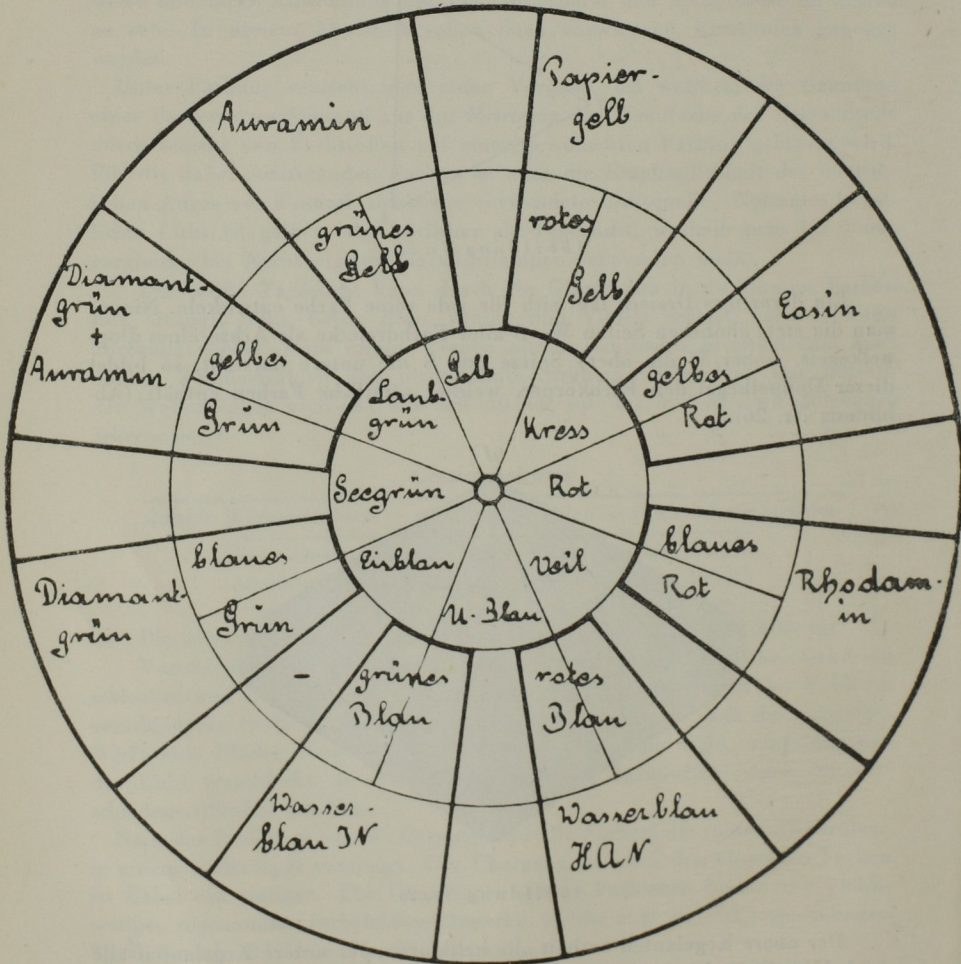 Auramin
Papier-
gelb
grünes
Gelb
rotes
Gelb
Diamant-
grün
+
Auramin
Eosin
gelbes
Grün
gelbes
Rot
Gelb
Laub-
grün
Kress
Seegrün
Rot
Eisblau
Veil
U-Blau
blaues
Grün
blaues
Rot
Diamant-
grün
Rhodam-
in
-
grünes
Blau
rotes
Blau
Wasser-
blau IN
Wasserblau
HAN